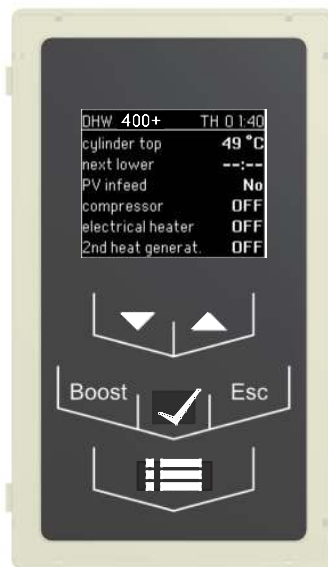 DHW 400+ TH 01:40
cylinder top 49 °C
next lower --:--
PV infeed No
compressor OFF
electrical heater OFF
2nd heat generat. OFF
Boost Esc